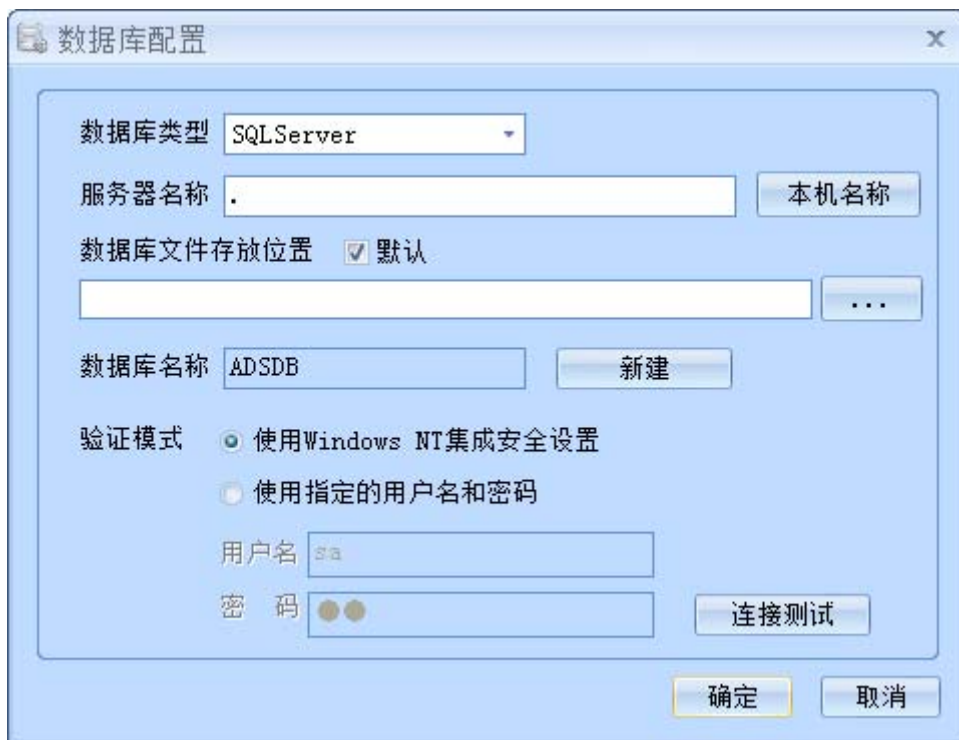 数据库配置
数据库类型 SQLServer
服务器名称 . 本机名称
数据库文件存放位置 默认
...
数据库名称 ADSDB 新建
验证模式 使用Windows NT集成安全设置
使用指定的用户名和密码
用户名 sa
密 码 ●●
连接测试
确定 取消